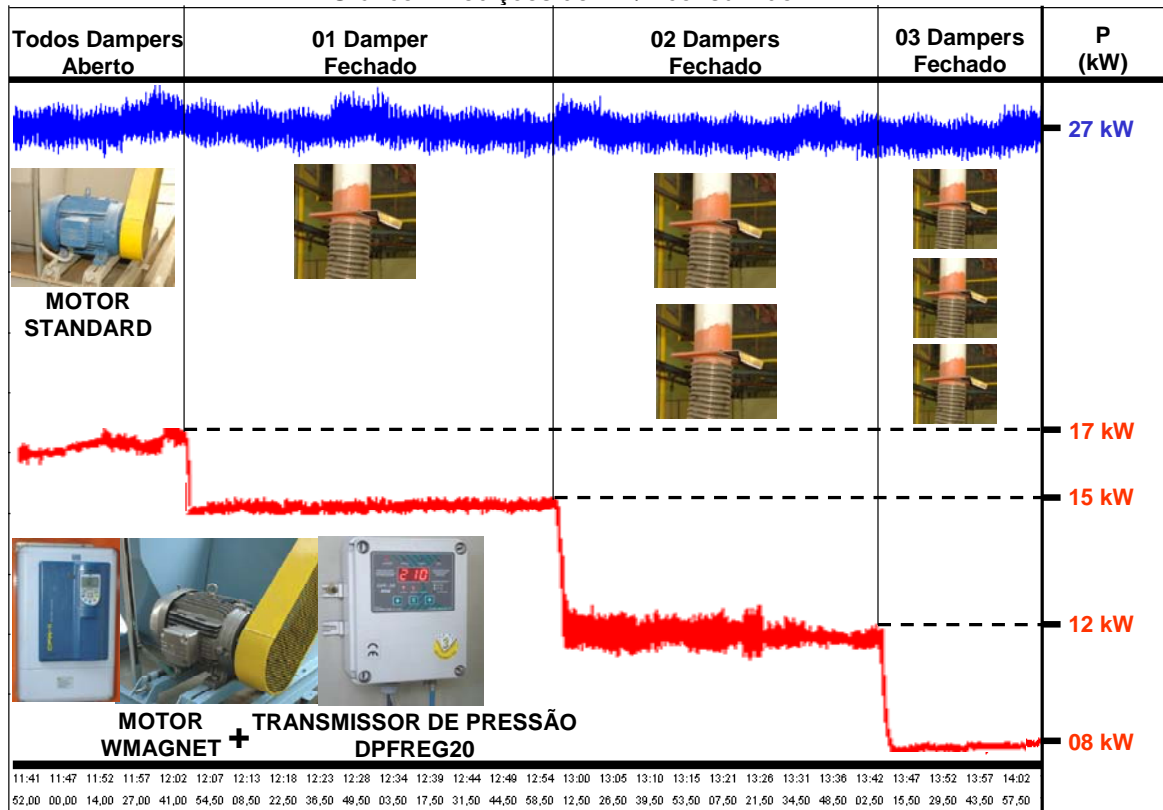 Todos Dampers
Aberto
01 Damper
Fechado
02 Dampers
Fechado
03 Dampers
Fechado
P
(kW)
27 kW
MOTOR
STANDARD
17 kW
15 kW
12 kW
210
CE
MOTOR
WMAGNET
+
TRANSMISSOR DE PRESSÃO
DPFREG20
08 kW
11:41 11:47 11:52 11:57 12:02 12:07 12:13 12:18 12:23 12:28 12:34 12:39 12:44 12:49 12:54 13:00 13:05 13:10 13:15 13:21 13:26 13:31 13:36 13:42 13:47 13:52 13:57 14:02
52,00 00,00 14,00 27,00 41,00 54,50 08,50 22,50 36,50 49,50 03,50 17,50 31,50 44,50 58,50 12,50 26,50 39,50 53,50 07,50 21,50 34,50 48,50 02,50 15,50 29,50 43,50 57,50